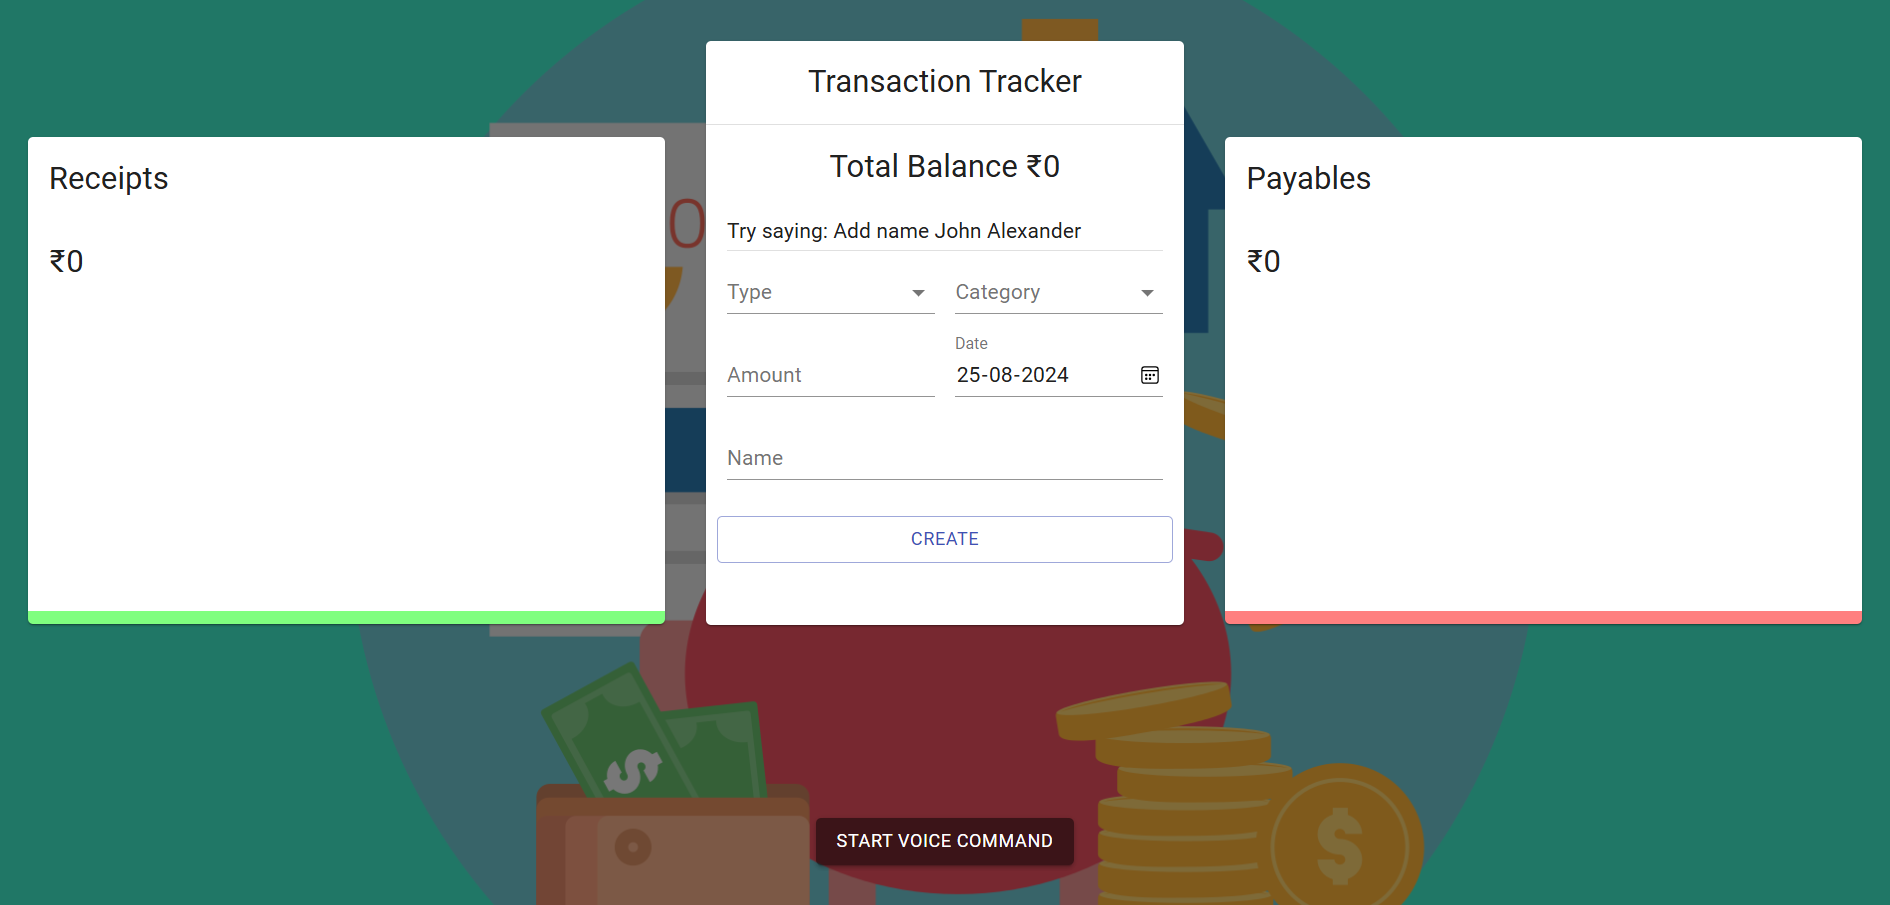 Transaction Tracker
Receipts
₹0
Total Balance ₹0
Try saying: Add name John Alexander
Type
Category
Amount
Date
25-08-2024
Name
CREATE
Payables
₹0
START VOICE COMMAND
$
$